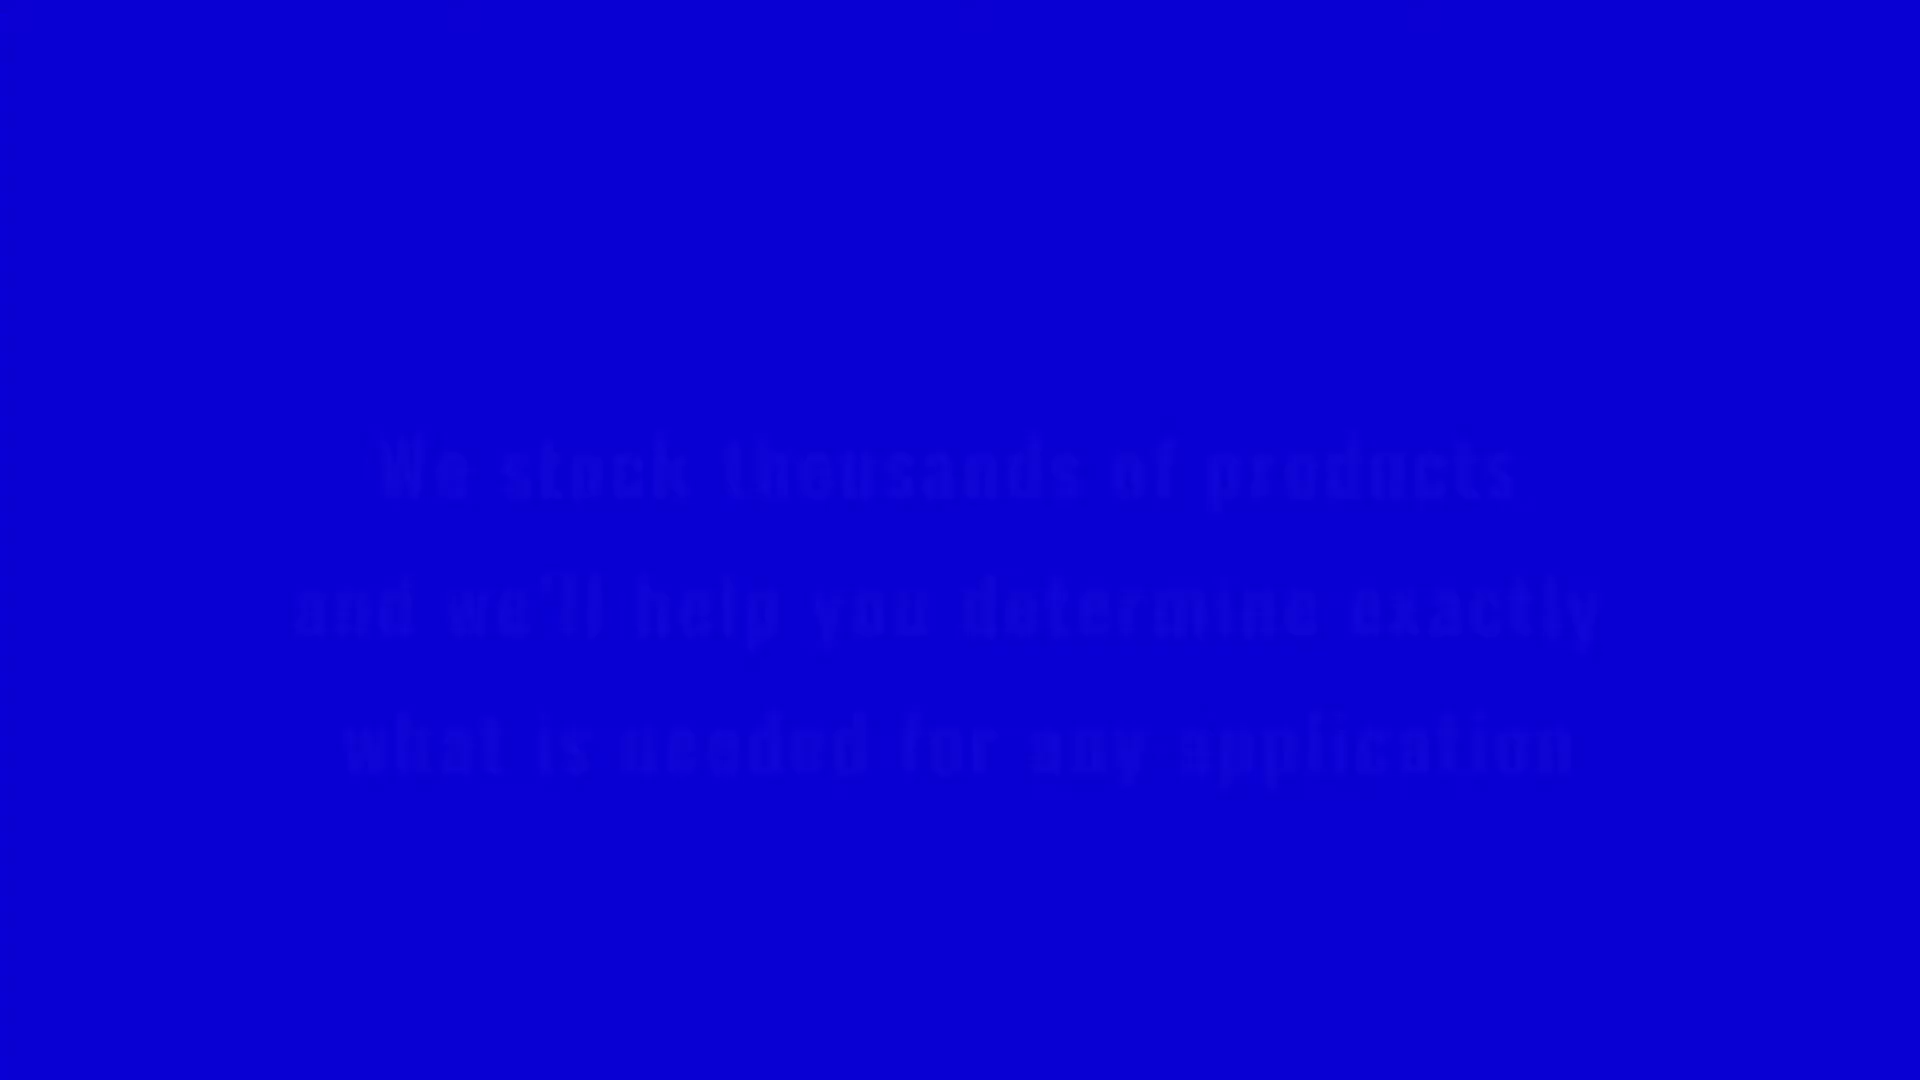 We stock thousands of products
and we'll help you determine exactly
what is needed for any application